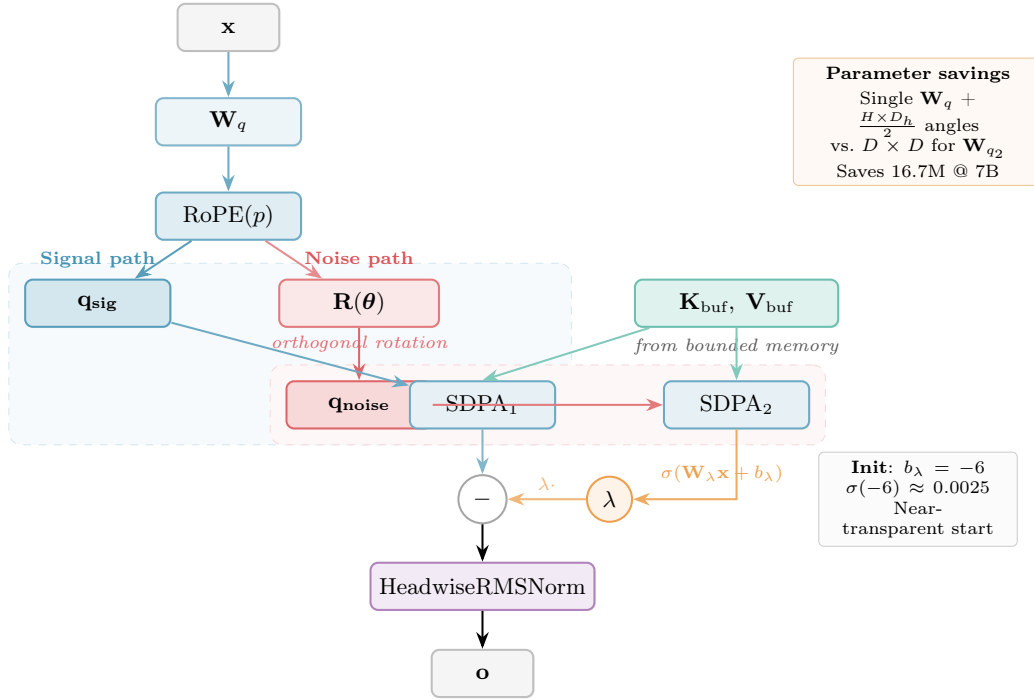 x
W_q
RoPE(p)
Signal path
Noise path
q_sig
R(θ)
K_buf, V_buf
orthogonal rotation
from bounded memory
q_noise
SDPA_1
SDPA_2
σ(W_λ x + b_λ)
λ·
−
λ
HeadwiseRMSNorm
o
Parameter savings
Single W_q +
H×D_h/2 angles
vs. D × D for W_q_2
Saves 16.7M @ 7B
Init: b_λ = −6
σ(−6) ≈ 0.0025
Near-
transparent start